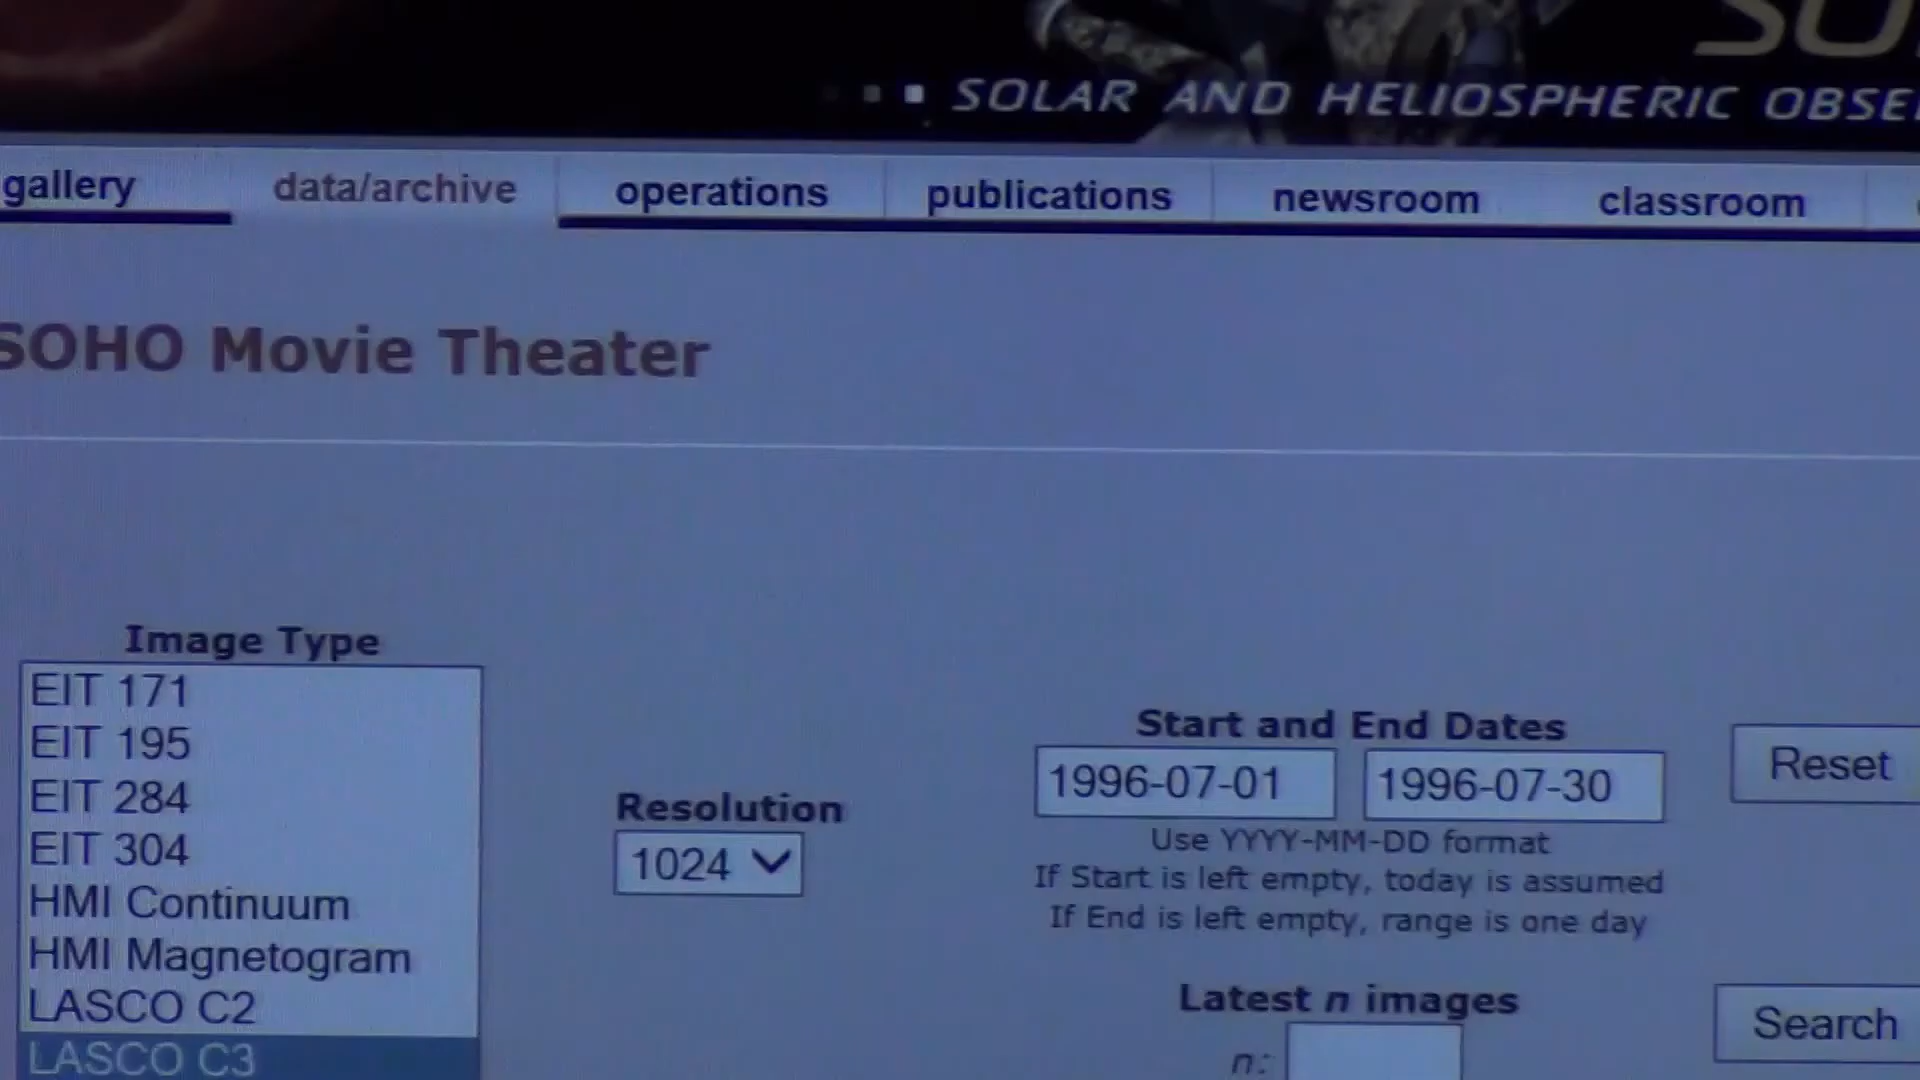 SOLAR AND HELIOSPHERIC
gallery data/archive operations publications newsroom classroom
SOHO Movie Theater
Image Type
EIT 171
EIT 195
EIT 284
EIT 304
HMI Continuum
HMI Magnetogram
LASCO C2
LASCO C3
Resolution
1024
Start and End Dates
1996-07-01 1996-07-30
Use YYYY-MM-DD format
If Start is left empty, today is assumed
If End is left empty, range is one day
Reset
Latest n images
n:
Search